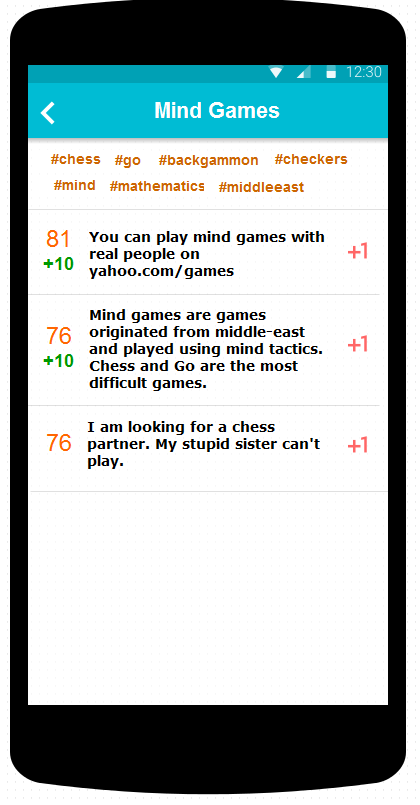 12:30
Mind Games
#chess #go #backgammon #checkers
#mind #mathematics #middleeast
81
+10
You can play mind games with
real people on
yahoo.com/games
+1
76
+10
Mind games are games
originated from middle-east
and played using mind tactics.
Chess and Go are the most
difficult games.
+1
76
I am looking for a chess
partner. My stupid sister can't
play.
+1